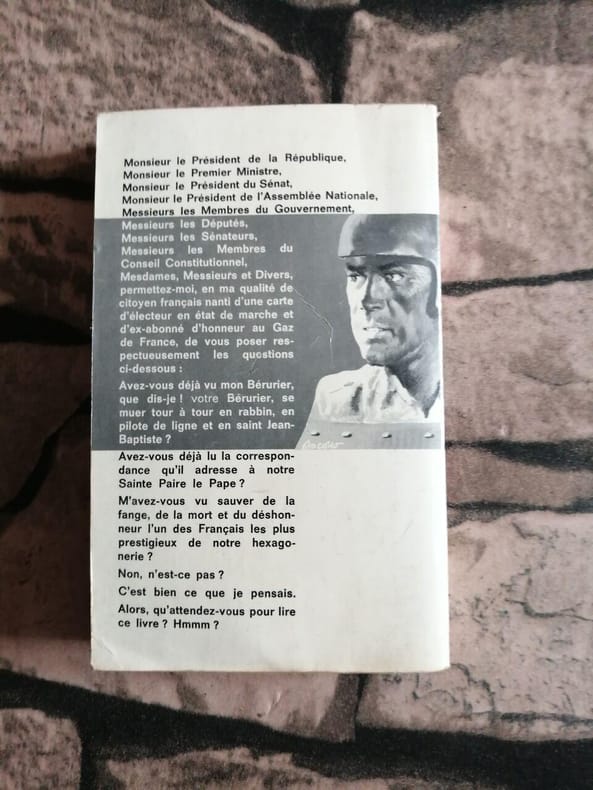 Monsieur le Président de la République,
Monsieur le Premier Ministre,
Monsieur le Président du Sénat,
Monsieur le Président de l'Assemblée Nationale,
Messieurs les Membres du Gouvernement,
Messieurs les Députés,
Messieurs les Sénateurs,
Messieurs les Membres du
Conseil Constitutionnel,
Mesdames, Messieurs et Divers,
permettez-moi, en ma qualité de
citoyen français nanti d'une carte
d'électeur en état de marche et
d'ex-abonné d'honneur au Gaz
de France, de vous poser res-
pectueusement les questions
ci-dessous :
Avez-vous déjà vu mon Bérurier,
que dis-je ! votre Bérurier, se
muer tour à tour en rabbin, en
pilote de ligne et en saint Jean-
Baptiste ?
Avez-vous déjà lu la correspon-
dance qu'il adresse à notre
Sainte Paire le Pape ?
M'avez-vous vu sauver de la
fange, de la mort et du déshon-
neur l'un des Français les plus
prestigieux de notre hexago-
nerie ?
Non, n'est-ce pas ?
C'est bien ce que je pensais.
Alors, qu'attendez-vous pour lire
ce livre ? Hmmm ?